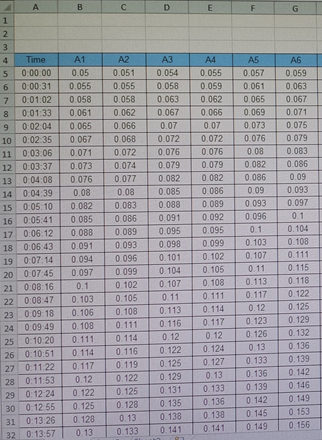 A B C D E F G
1
2
3
4 Time A1 A2 A3 A4 A5 A6
5 0:00:00 0.05 0.051 0.054 0.055 0.057 0.059
6 0:00:31 0.055 0.055 0.058 0.059 0.061 0.063
7 0:01:02 0.058 0.058 0.063 0.062 0.065 0.067
8 0:01:33 0.061 0.062 0.067 0.066 0.069 0.071
9 0:02:04 0.065 0.066 0.07 0.07 0.073 0.075
10 0:02:35 0.067 0.068 0.072 0.072 0.076 0.079
11 0:03:06 0.071 0.072 0.076 0.076 0.08 0.083
12 0:03:37 0.073 0.074 0.079 0.079 0.082 0.086
13 0:04:08 0.076 0.077 0.082 0.082 0.086 0.09
14 0:04:39 0.08 0.08 0.085 0.086 0.09 0.093
15 0:05:10 0.082 0.083 0.088 0.089 0.093 0.097
16 0:05:41 0.085 0.086 0.091 0.092 0.096 0.1
17 0:06:12 0.088 0.089 0.095 0.095 0.1 0.104
18 0:06:43 0.091 0.093 0.098 0.099 0.103 0.108
19 0:07:14 0.094 0.096 0.101 0.102 0.107 0.111
20 0:07:45 0.097 0.099 0.104 0.105 0.11 0.115
21 0:08:16 0.1 0.102 0.107 0.108 0.113 0.118
22 0:08:47 0.103 0.105 0.11 0.111 0.117 0.122
23 0:09:18 0.106 0.108 0.113 0.114 0.12 0.125
24 0:09:49 0.108 0.111 0.116 0.117 0.123 0.129
25 0:10:20 0.111 0.114 0.12 0.12 0.126 0.132
26 0:10:51 0.114 0.116 0.122 0.124 0.13 0.136
27 0:11:22 0.117 0.119 0.125 0.127 0.133 0.139
28 0:11:53 0.12 0.122 0.129 0.13 0.136 0.142
29 0:12:24 0.122 0.125 0.131 0.133 0.139 0.146
30 0:12:55 0.125 0.128 0.135 0.136 0.142 0.149
31 0:13:26 0.128 0.13 0.138 0.138 0.145 0.153
32 0:13:57 0.13 0.133 0.141 0.141 0.149 0.156